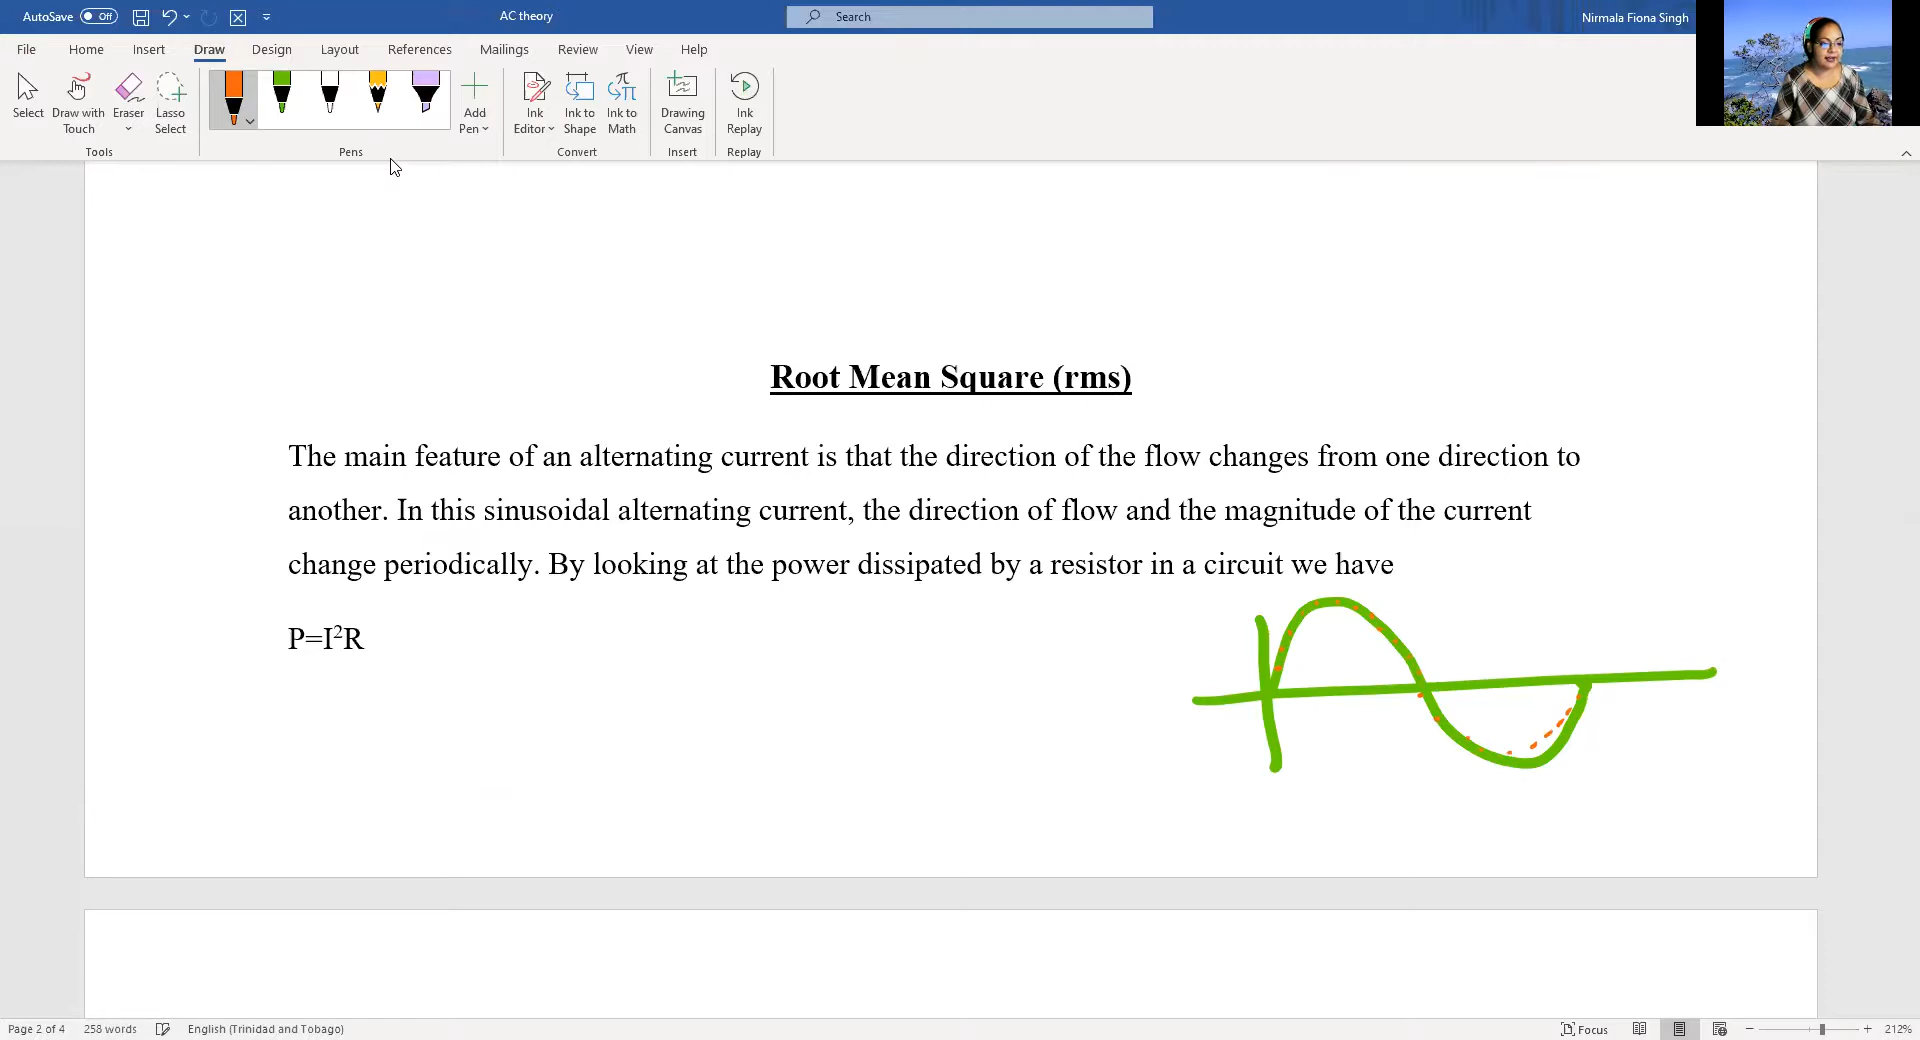 AutoSave Off AC theory Search Nirmala Fiona Singh
File Home Insert Draw Design Layout References Mailings Review View Help
Select Draw with Touch Eraser Lasso Select Add Pen Ink Editor Ink to Shape Ink to Math Drawing Canvas Ink Replay
Tools Pens Convert Insert Replay
Root Mean Square (rms)
The main feature of an alternating current is that the direction of the flow changes from one direction to
another. In this sinusoidal alternating current, the direction of flow and the magnitude of the current
change periodically. By looking at the power dissipated by a resistor in a circuit we have
P=I²R
Page 2 of 4 258 words English (Trinidad and Tobago) Focus 212%